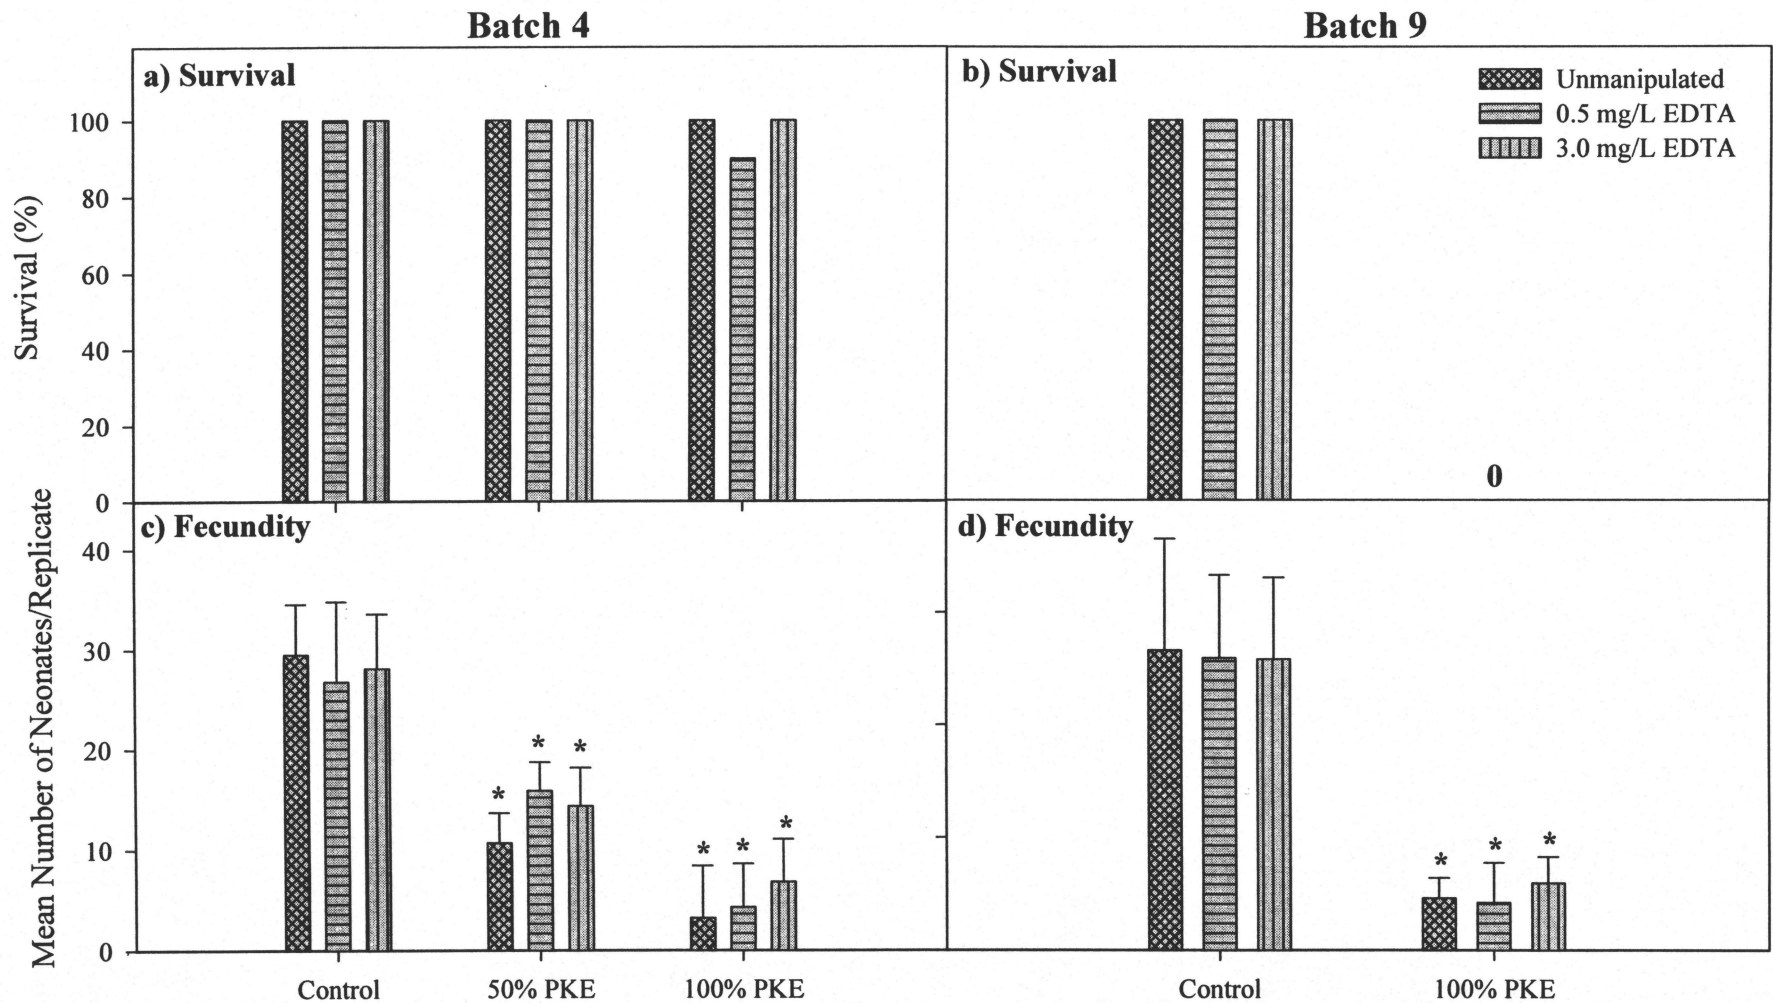 Batch 4
Batch 9
a) Survival
b) Survival
Unmanipulated
0.5 mg/L EDTA
3.0 mg/L EDTA
Survival (%)
100
80
60
40
20
0
0
c) Fecundity
d) Fecundity
Mean Number of Neonates/Replicate
40
30
20
10
0
* * *
* * *
* * *
Control
50% PKE
100% PKE
Control
100% PKE